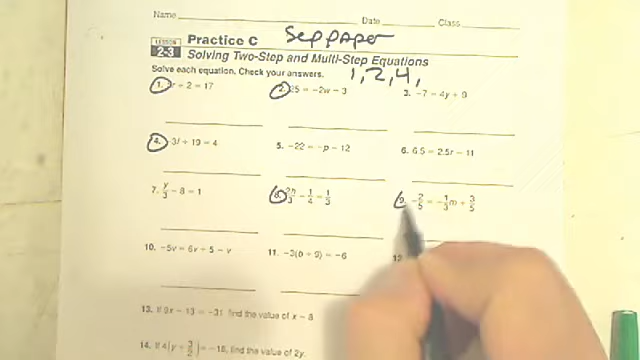 Name Date Class
LESSON 2-3 Practice C Sep paper
Solving Two-Step and Multi-Step Equations
Solve each equation. Check your answers. 1, 2, 4,
1. + 2 = 17 2. = -2w - 3 3. -7 = 4y + 9
4. + 19 = 4 5. -22 = -p - 12 6. 6.5 = 2.5r - 11
7. y/3 - 8 = 1 8. 2n/3 - 1/4 = 1/3 9. -2/5 = -1/3 m + 3/5
10. -5v = 6v + 5 - v 11. -3(b + 9) = -6 12
13. If 9x - 13 = -31 find the value of x - 8
14. If 4(y + 3/2) = -18, find the value of 2y.